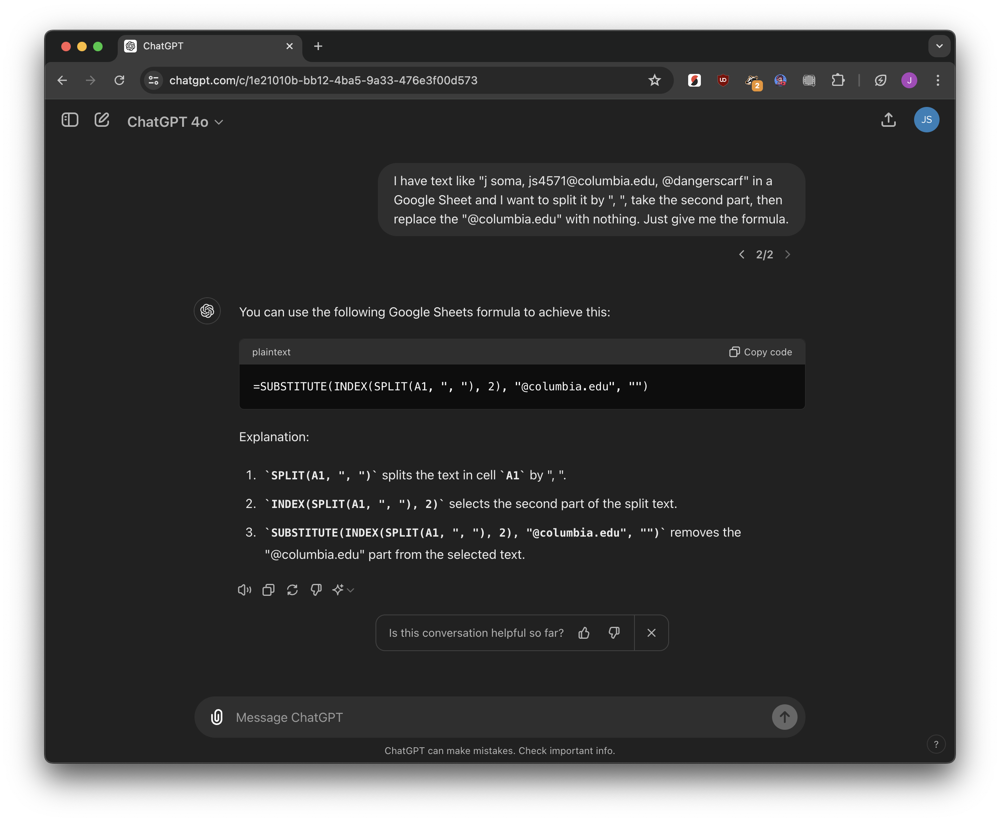 ChatGPT
chatgpt.com/c/1e21010b-bb12-4ba5-9a33-476e3f00d573
2
J
ChatGPT 4o
JS
I have text like "j soma, js4571@columbia.edu, @dangerscarf" in a
Google Sheet and I want to split it by ", ", take the second part, then
replace the "@columbia.edu" with nothing. Just give me the formula.
2/2
You can use the following Google Sheets formula to achieve this:
plaintext
Copy code
=SUBSTITUTE(INDEX(SPLIT(A1, ", "), 2), "@columbia.edu", "")
Explanation:
1. `SPLIT(A1, ", ")` splits the text in cell `A1` by ", ".
2. `INDEX(SPLIT(A1, ", "), 2)` selects the second part of the split text.
3. `SUBSTITUTE(INDEX(SPLIT(A1, ", "), 2), "@columbia.edu", "")` removes the
"@columbia.edu" part from the selected text.
Is this conversation helpful so far?
Message ChatGPT
ChatGPT can make mistakes. Check important info.
?